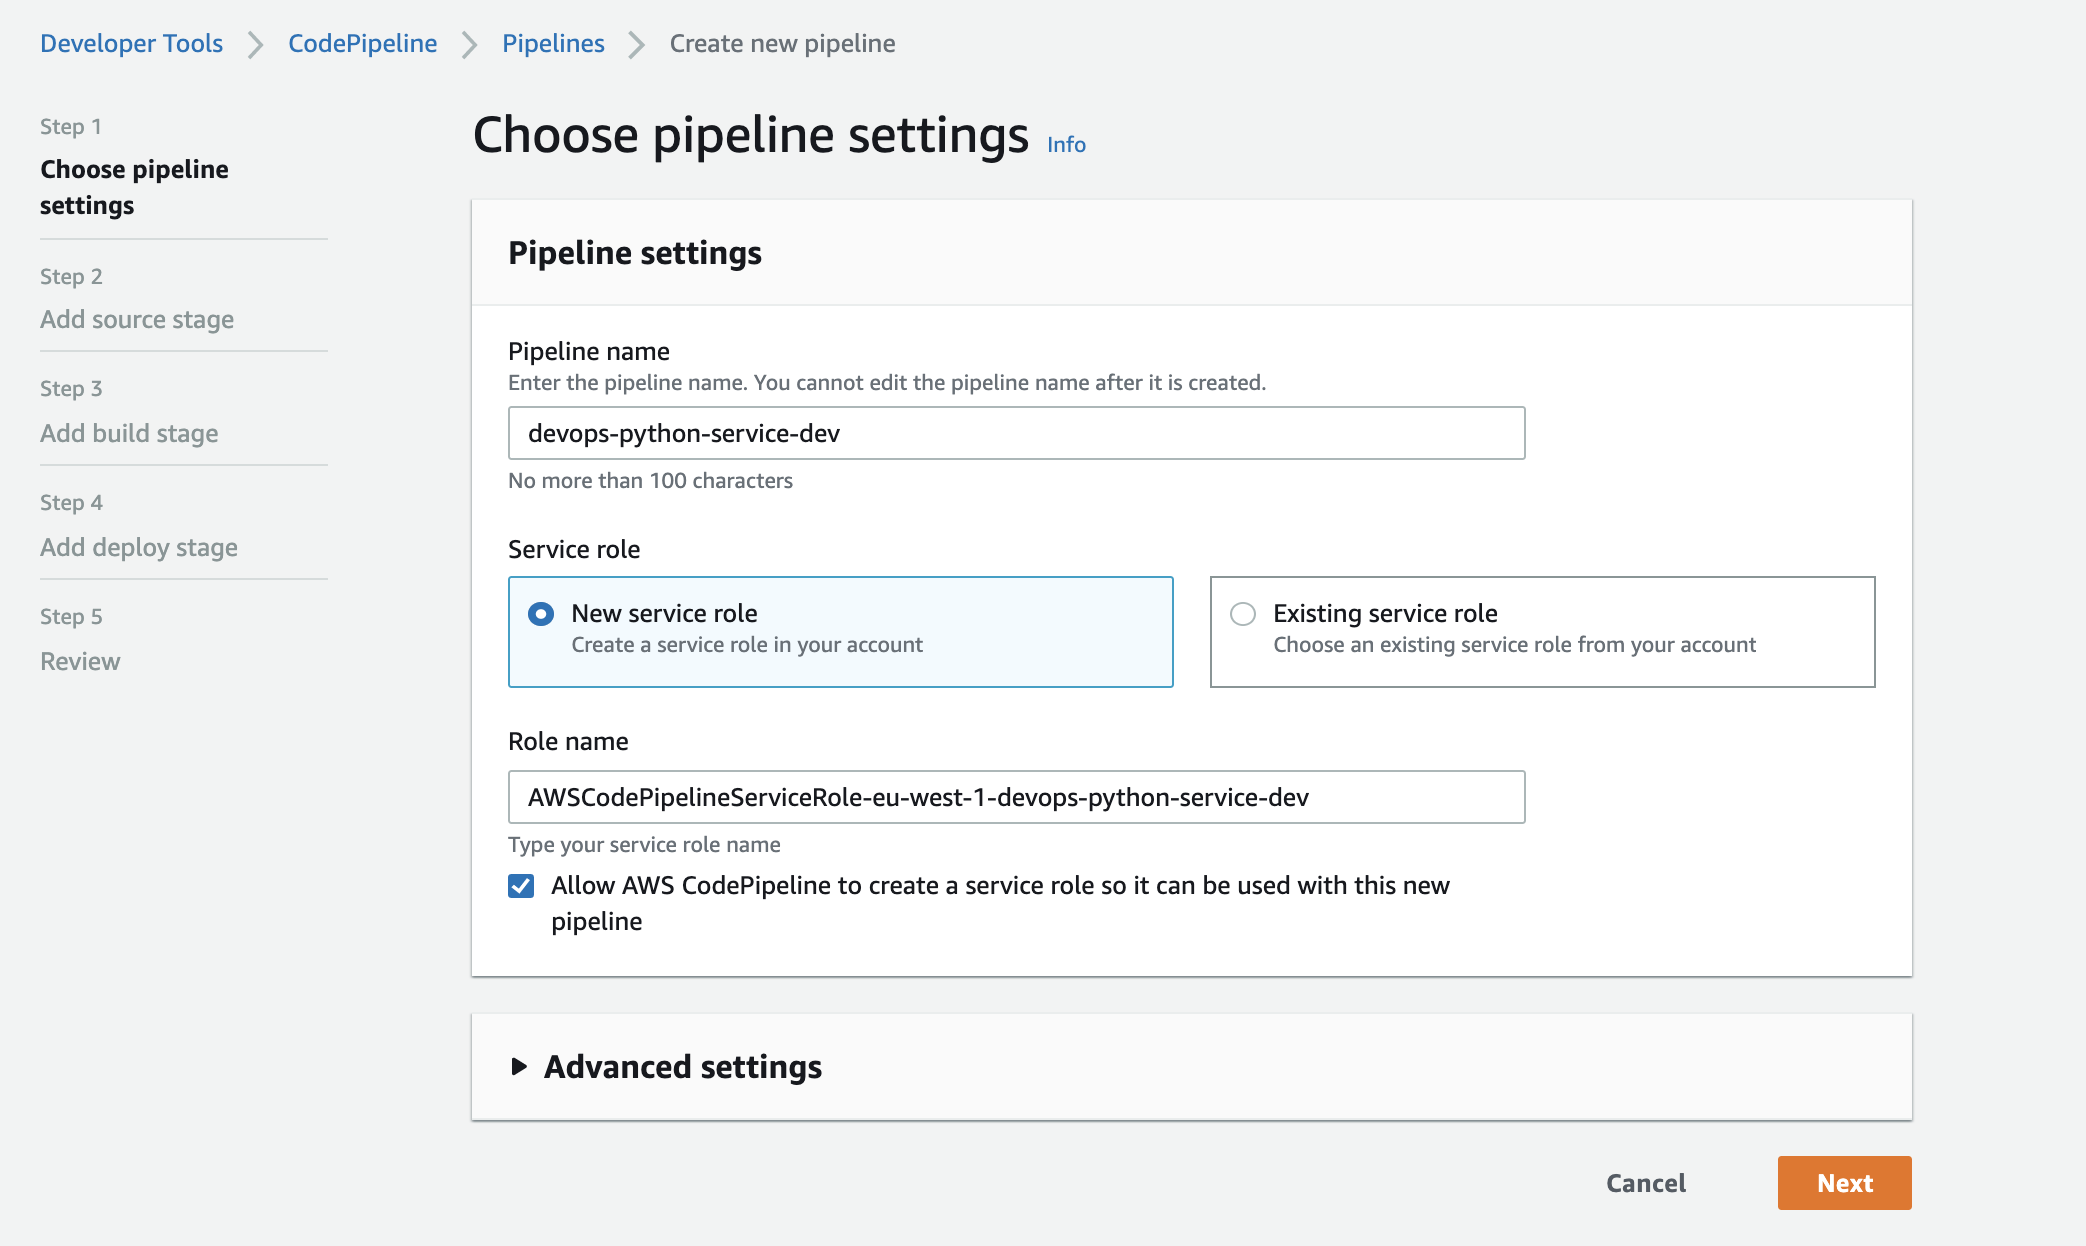 Developer Tools
CodePipeline
Pipelines
Create new pipeline
Step 1
Choose pipeline
settings
Step 2
Add source stage
Step 3
Add build stage
Step 4
Add deploy stage
Step 5
Review
Choose pipeline settings Info
Pipeline settings
Pipeline name
Enter the pipeline name. You cannot edit the pipeline name after it is created.
devops-python-service-dev
No more than 100 characters
Service role
New service role
Create a service role in your account
Existing service role
Choose an existing service role from your account
Role name
AWSCodePipelineServiceRole-eu-west-1-devops-python-service-dev
Type your service role name
Allow AWS CodePipeline to create a service role so it can be used with this new
pipeline
Advanced settings
Cancel
Next